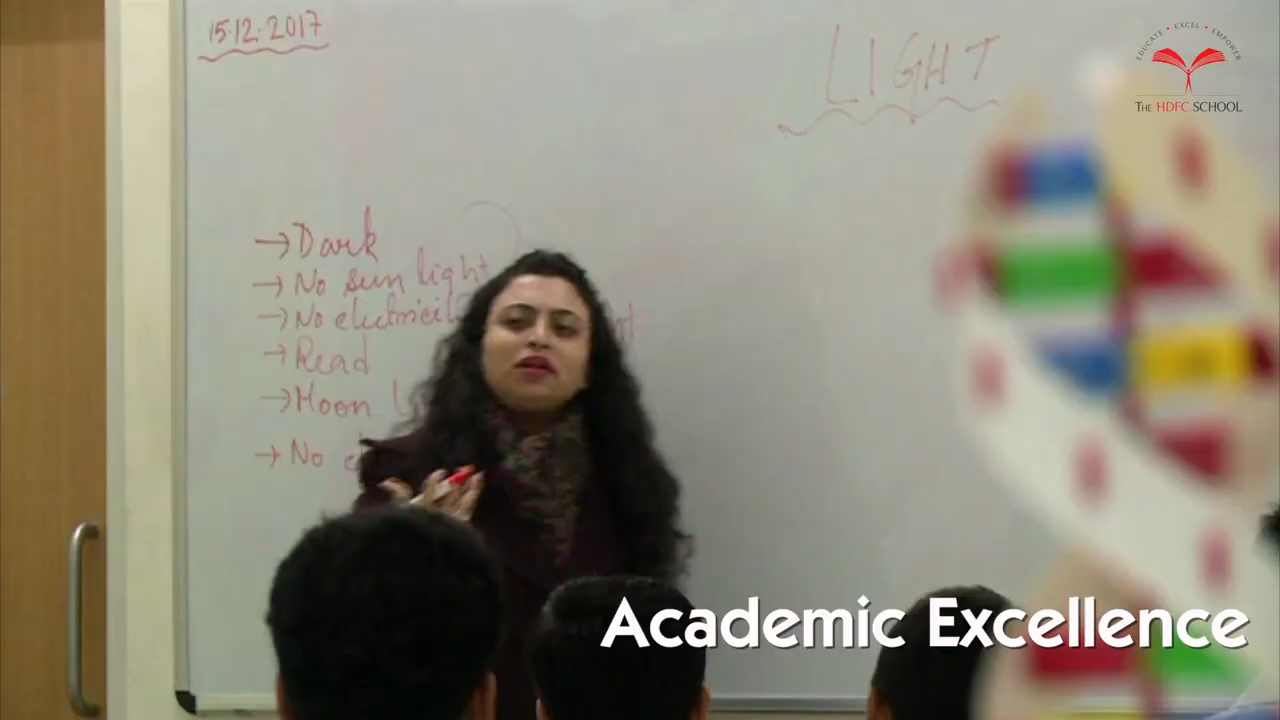 15.12.2017
LIGHT
EDUCATE • EXCEL • EMPOWER
THE HDFC SCHOOL
→ Dark
→ No sun light
→ No
→ Read
→ Moon
→ No
Academic Excellence